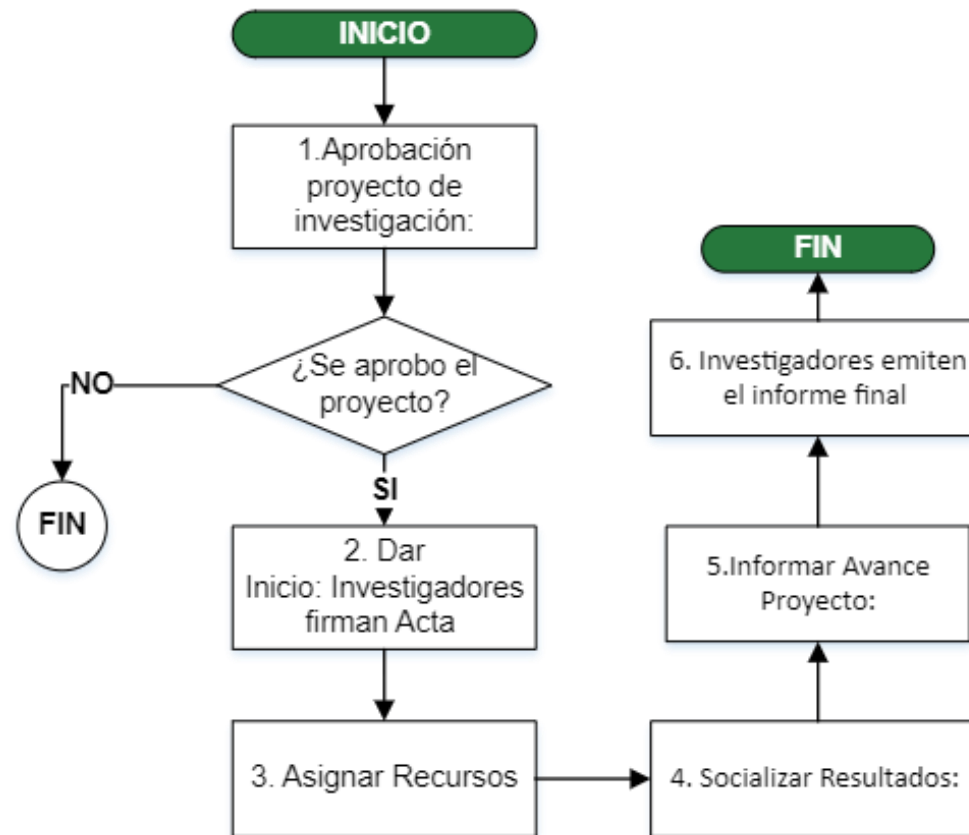 INICIO
1.Aprobación
proyecto de
investigación:
¿Se aprobo el
proyecto?
NO
FIN
SI
2. Dar
Inicio: Investigadores
firman Acta
3. Asignar Recursos
4. Socializar Resultados:
5.Informar Avance
Proyecto:
6. Investigadores emiten
el informe final
FIN